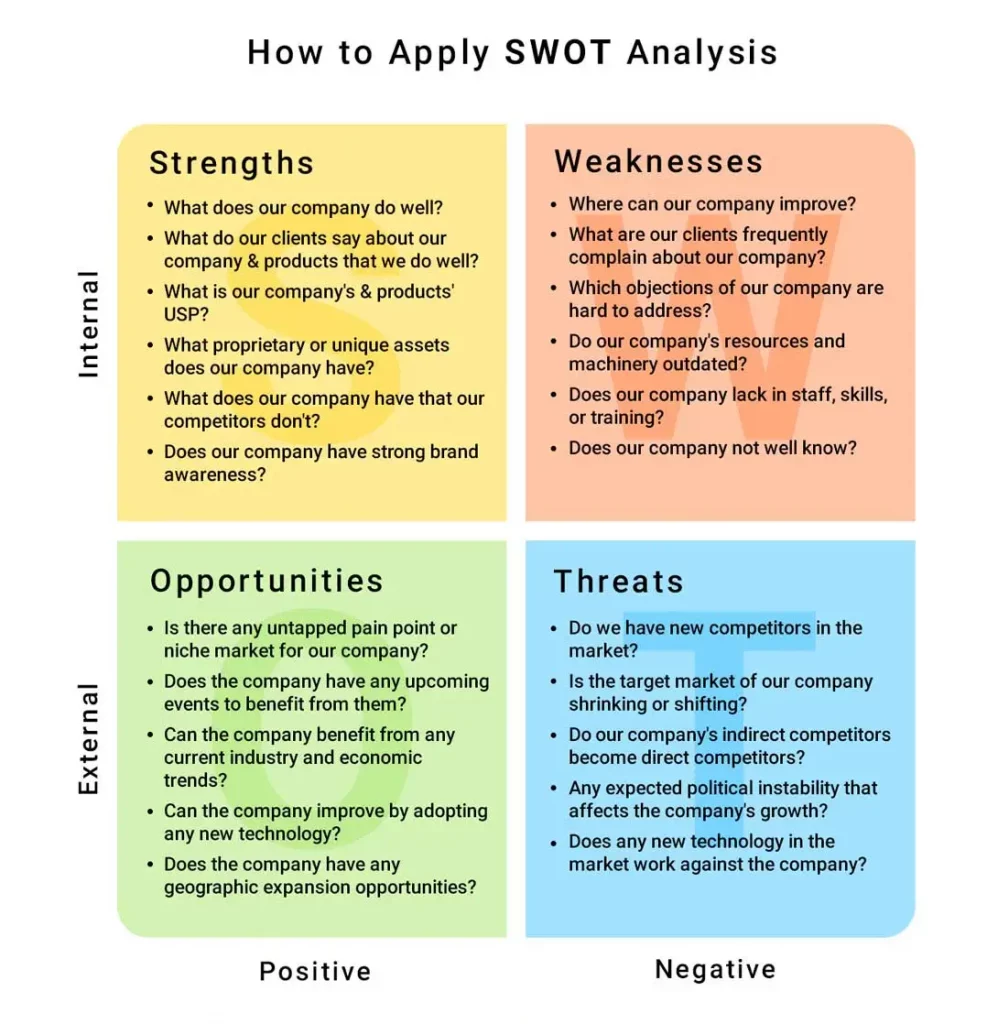 How to Apply SWOT Analysis
Internal
Strengths
• What does our company do well?
• What do our clients say about our
company & products that we do well?
• What is our company's & products'
USP?
• What proprietary or unique assets
does our company have?
• What does our company have that our
competitors don't?
• Does our company have strong brand
awareness?
S
Weaknesses
• Where can our company improve?
• What are our clients frequently
complain about our company?
• Which objections of our company are
hard to address?
• Do our company's resources and
machinery outdated?
• Does our company lack in staff, skills,
or training?
• Does our company not well know?
W
External
Opportunities
• Is there any untapped pain point or
niche market for our company?
• Does the company have any upcoming
events to benefit from them?
• Can the company benefit from any
current industry and economic
trends?
• Can the company improve by adopting
any new technology?
• Does the company have any
geographic expansion opportunities?
O
Threats
• Do we have new competitors in the
market?
• Is the target market of our company
shrinking or shifting?
• Do our company's indirect competitors
become direct competitors?
• Any expected political instability that
affects the company's growth?
• Does any new technology in the
market work against the company?
T
Positive
Negative